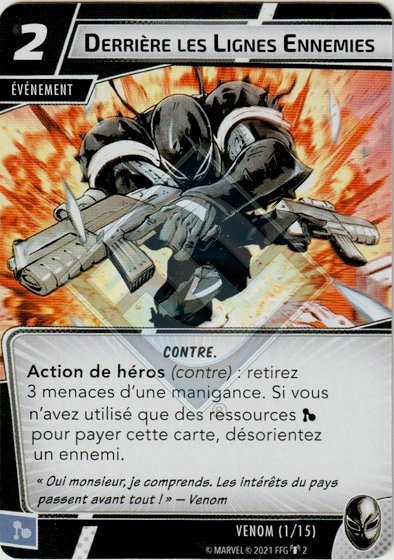 2
DERRIÈRE LES LIGNES ENNEMIES
ÉVÉNEMENT
CONTRE.
Action de héros (contre) : retirez
3 menaces d'une manigance. Si vous
n'avez utilisé que des ressources
pour payer cette carte, désorientez
un ennemi.
« Oui monsieur, je comprends. Les intérêts du pays
passent avant tout ! » — Venom
VENOM (1/15)
© MARVEL © 2021 FFG 2